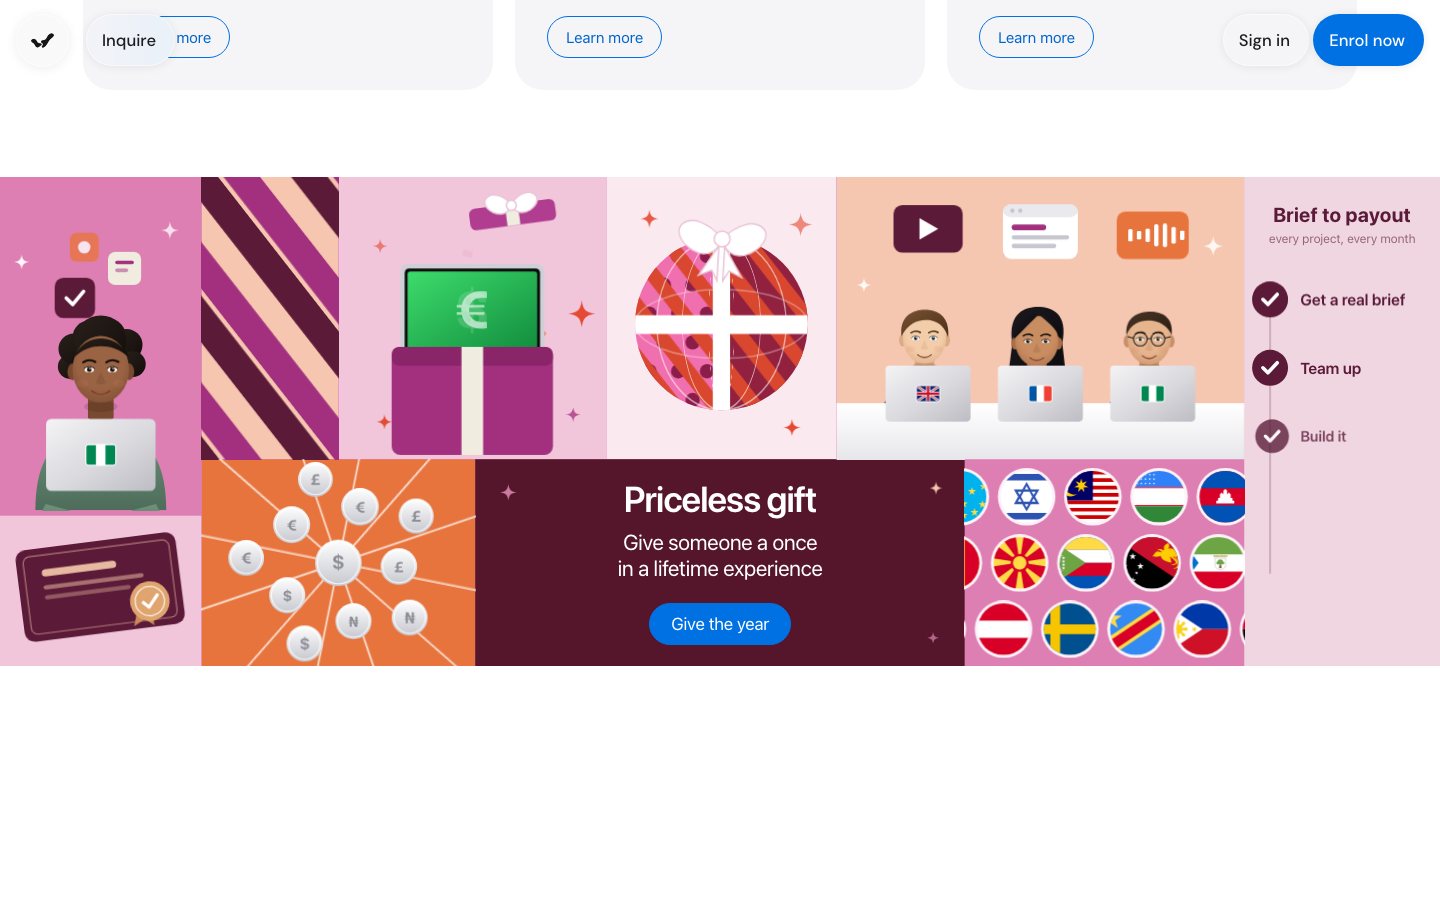 Inquire
more
Learn more
Learn more
Sign in
Enrol now
Brief to payout
every project, every month
Get a real brief
Team up
Build it
€
£
€
£
€
$
£
$
₦
₦
$
Priceless gift
Give someone a once
in a lifetime experience
Give the year